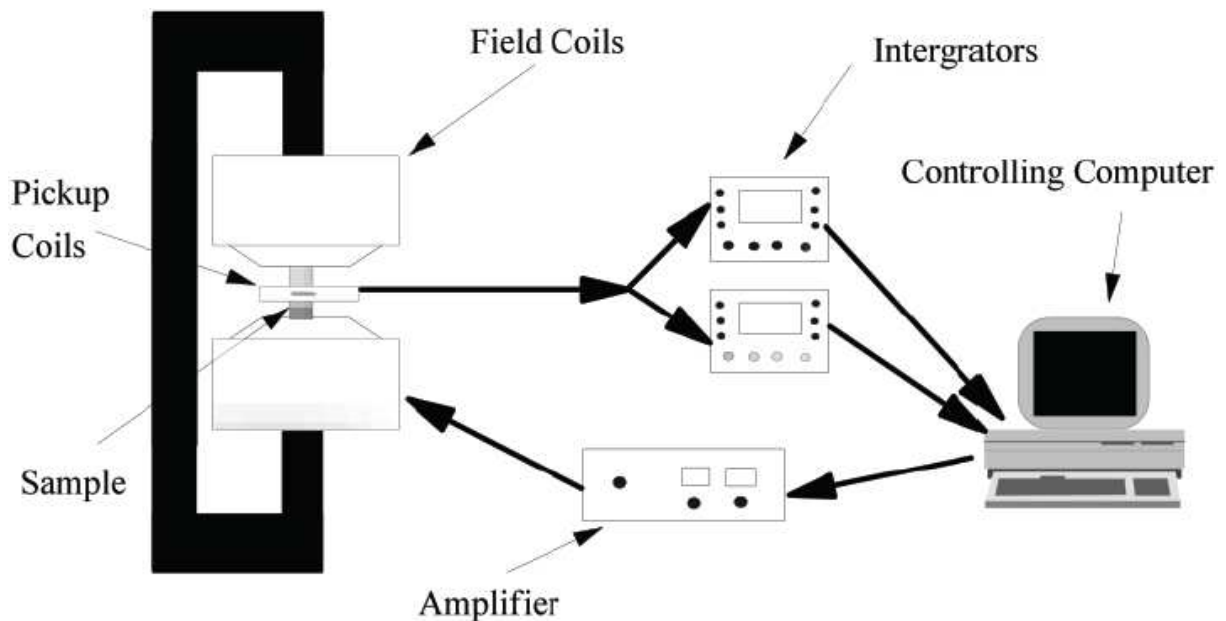 Field Coils
Intergrators
Controlling Computer
Pickup
Coils
Sample
Amplifier